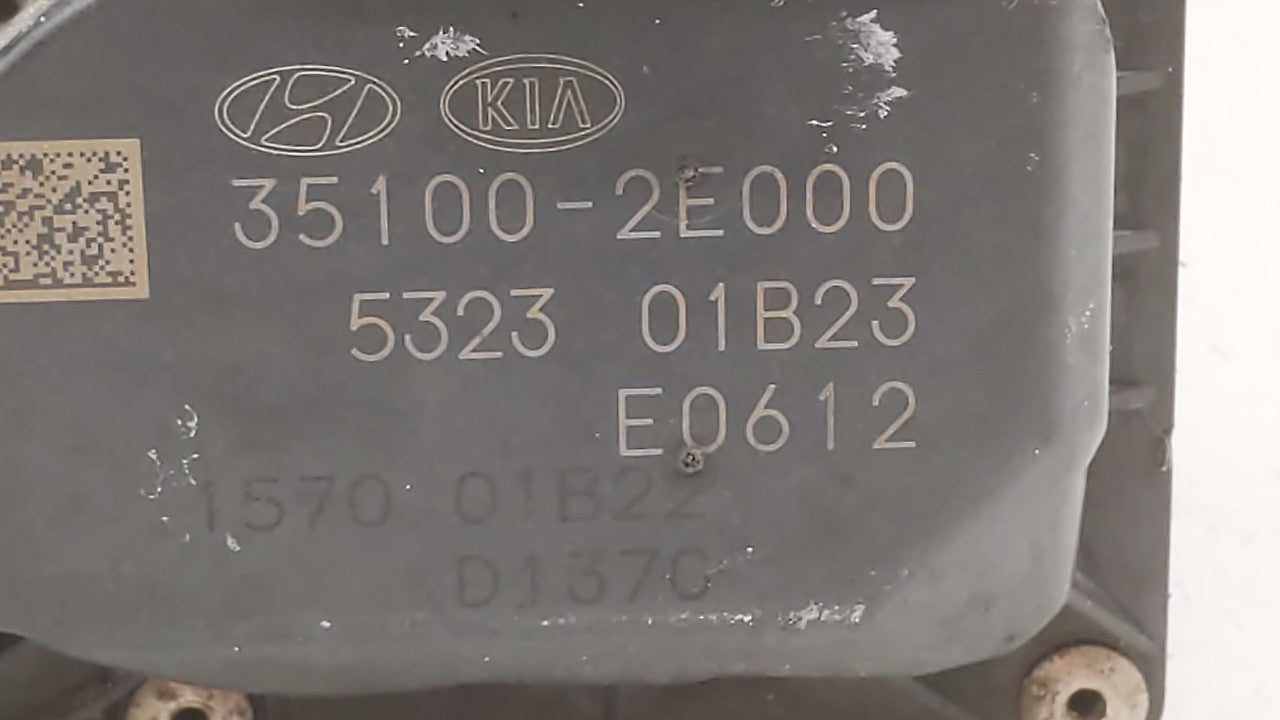 KIA
35100-2E000
5323 01B23
E0612
1570 01B22
D137C